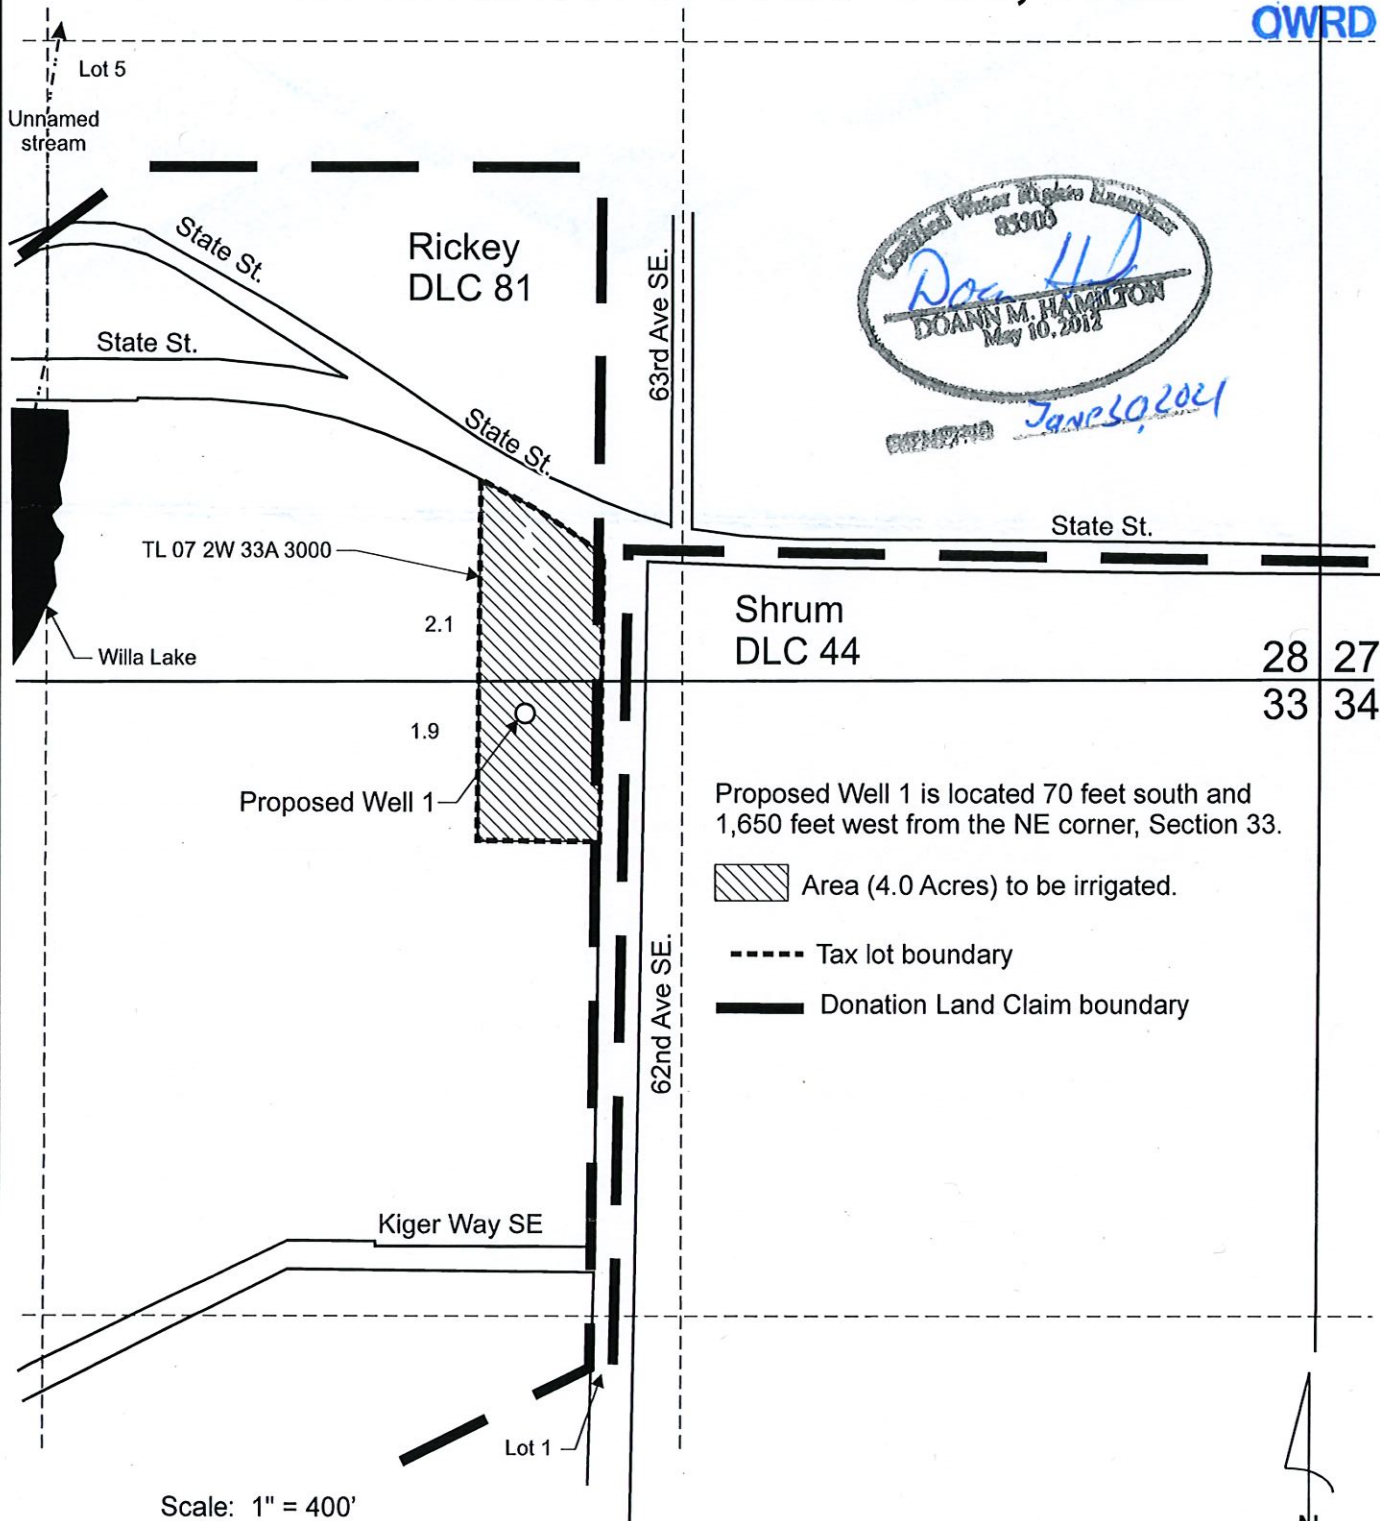 OWRD
Lot 5
Unnamed
stream
State St.
Rickey
DLC 81
63rd Ave SE.
Certified Water Rights Examiner
DOANN M. HAMILTON
May 10, 2012
June 30, 2021
State St.
State St.
State St.
TL 07 2W 33A 3000
2.1
Shrum
DLC 44
Willa Lake
28 27
33 34
1.9
Proposed Well 1
Proposed Well 1 is located 70 feet south and
1,650 feet west from the NE corner, Section 33.
Area (4.0 Acres) to be irrigated.
Tax lot boundary
Donation Land Claim boundary
62nd Ave SE.
Kiger Way SE
Lot 1
Scale: 1" = 400'